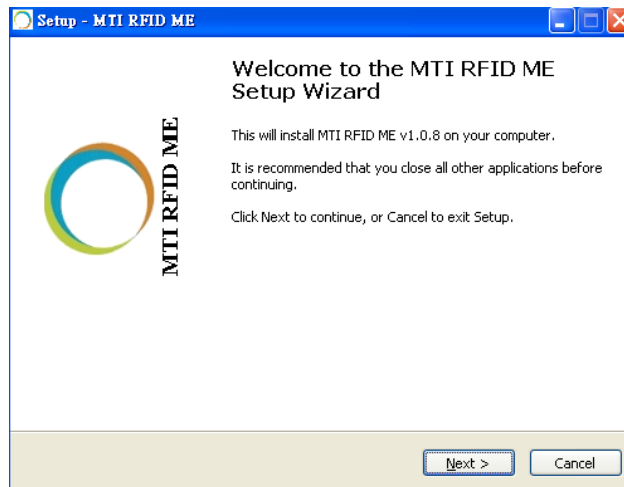 Setup - MTI RFID ME
Welcome to the MTI RFID ME
Setup Wizard
This will install MTI RFID ME v1.0.8 on your computer.
It is recommended that you close all other applications before
continuing.
Click Next to continue, or Cancel to exit Setup.
MTI RFID ME
Next >
Cancel